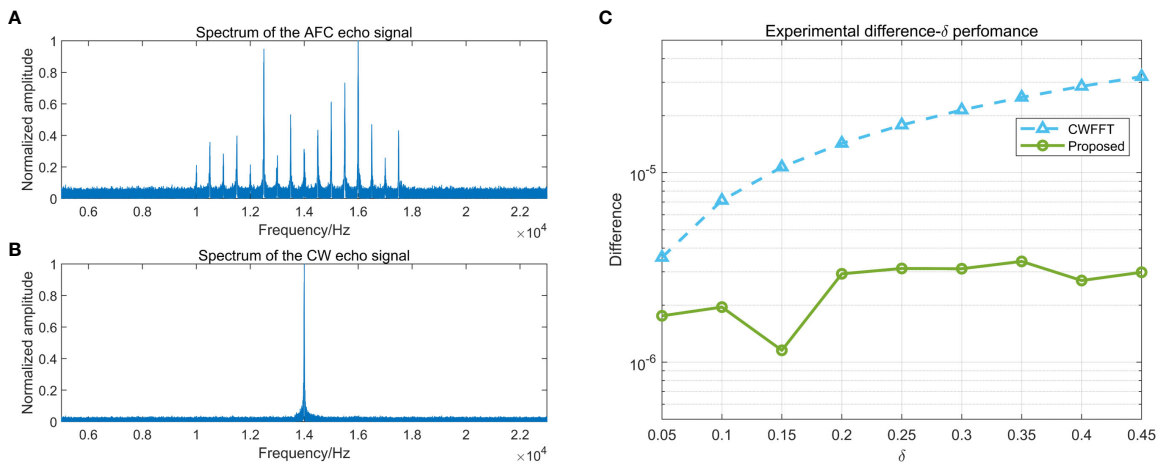 A
Spectrum of the AFC echo signal
Normalized amplitude
1
0.8
0.6
0.4
0.2
0
0.6 0.8 1 1.2 1.4 1.6 1.8 2 2.2
Frequency/Hz
×10⁴
B
Spectrum of the CW echo signal
Normalized amplitude
1
0.8
0.6
0.4
0.2
0
0.6 0.8 1 1.2 1.4 1.6 1.8 2 2.2
Frequency/Hz
×10⁴
C
Experimental difference-δ perfomance
Difference
10⁻⁵
10⁻⁶
CWFFT
Proposed
0.05 0.1 0.15 0.2 0.25 0.3 0.35 0.4 0.45
δ